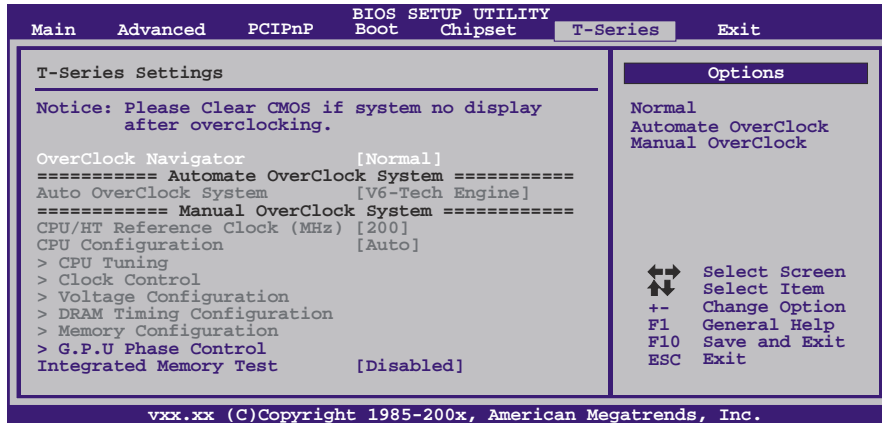 BIOS SETUP UTILITY
Main Advanced PCIPnP Boot Chipset T-Series Exit
T-Series Settings
Notice: Please Clear CMOS if system no display
after overclocking.
OverClock Navigator [Normal]
=========== Automate OverClock System ===========
Auto OverClock System [V6-Tech Engine]
============ Manual OverClock System ============
CPU/HT Reference Clock (MHz) [200]
CPU Configuration [Auto]
> CPU Tuning
> Clock Control
> Voltage Configuration
> DRAM Timing Configuration
> Memory Configuration
> G.P.U Phase Control
Integrated Memory Test [Disabled]
Options
Normal
Automate OverClock
Manual OverClock
Select Screen
Select Item
+- Change Option
F1 General Help
F10 Save and Exit
ESC Exit
vxx.xx (C)Copyright 1985-200x, American Megatrends, Inc.